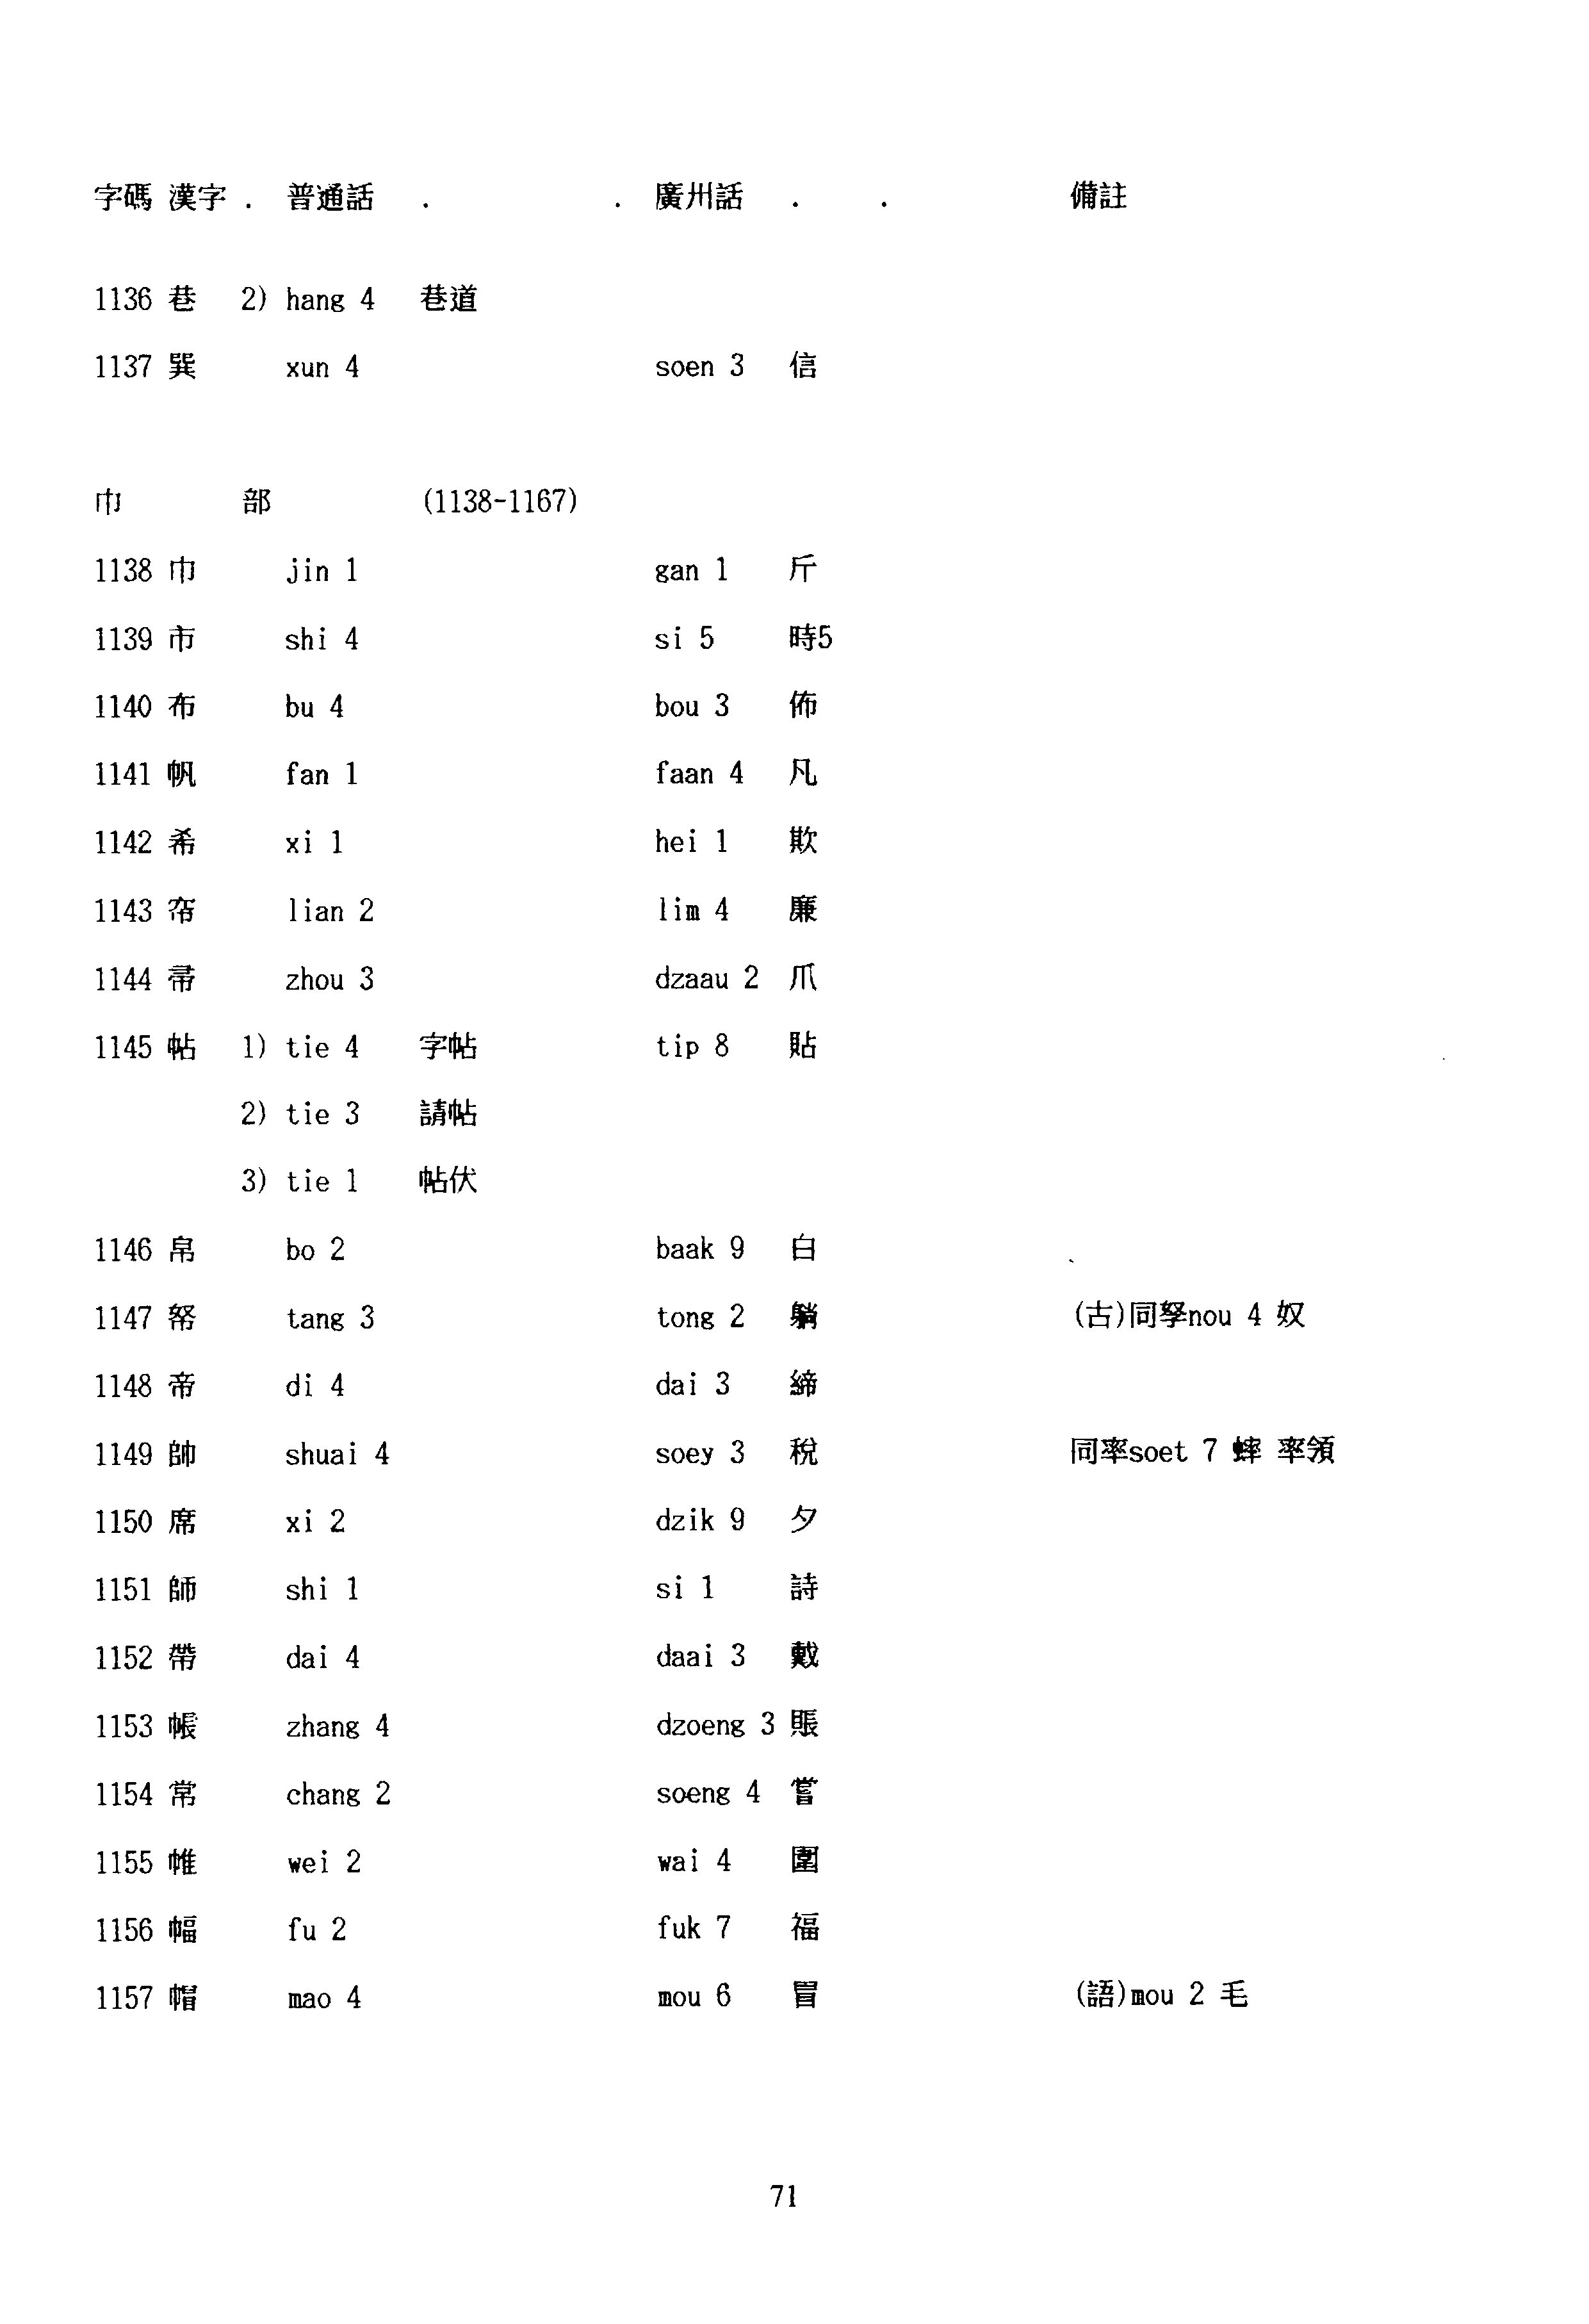 字碼 漢字 . 普通話 . . 廣州話 . . 備註
1136 巷 2) hang 4 巷道
1137 巽 xun 4 soen 3 信
巾 部 (1138-1167)
1138 巾 jin 1 gan 1 斤
1139 市 shi 4 si 5 時5
1140 布 bu 4 bou 3 佈
1141 帆 fan 1 faan 4 凡
1142 希 xi 1 hei 1 欺
1143 帘 lian 2 lim 4 廉
1144 帚 zhou 3 dzaau 2 爪
1145 帖 1) tie 4 字帖 tip 8 貼
2) tie 3 請帖
3) tie 1 帖伏
1146 帛 bo 2 baak 9 白
1147 帑 tang 3 tong 2 躺 (古)同孥nou 4 奴
1148 帝 di 4 dai 3 締
1149 帥 shuai 4 soey 3 稅 同率soet 7 蟀 率領
1150 席 xi 2 dzik 9 夕
1151 師 shi 1 si 1 詩
1152 帶 dai 4 daai 3 戴
1153 帳 zhang 4 dzoeng 3 賬
1154 常 chang 2 soeng 4 嘗
1155 帷 wei 2 wai 4 圍
1156 幅 fu 2 fuk 7 福
1157 帽 mao 4 mou 6 冒 (語)mou 2 毛
71